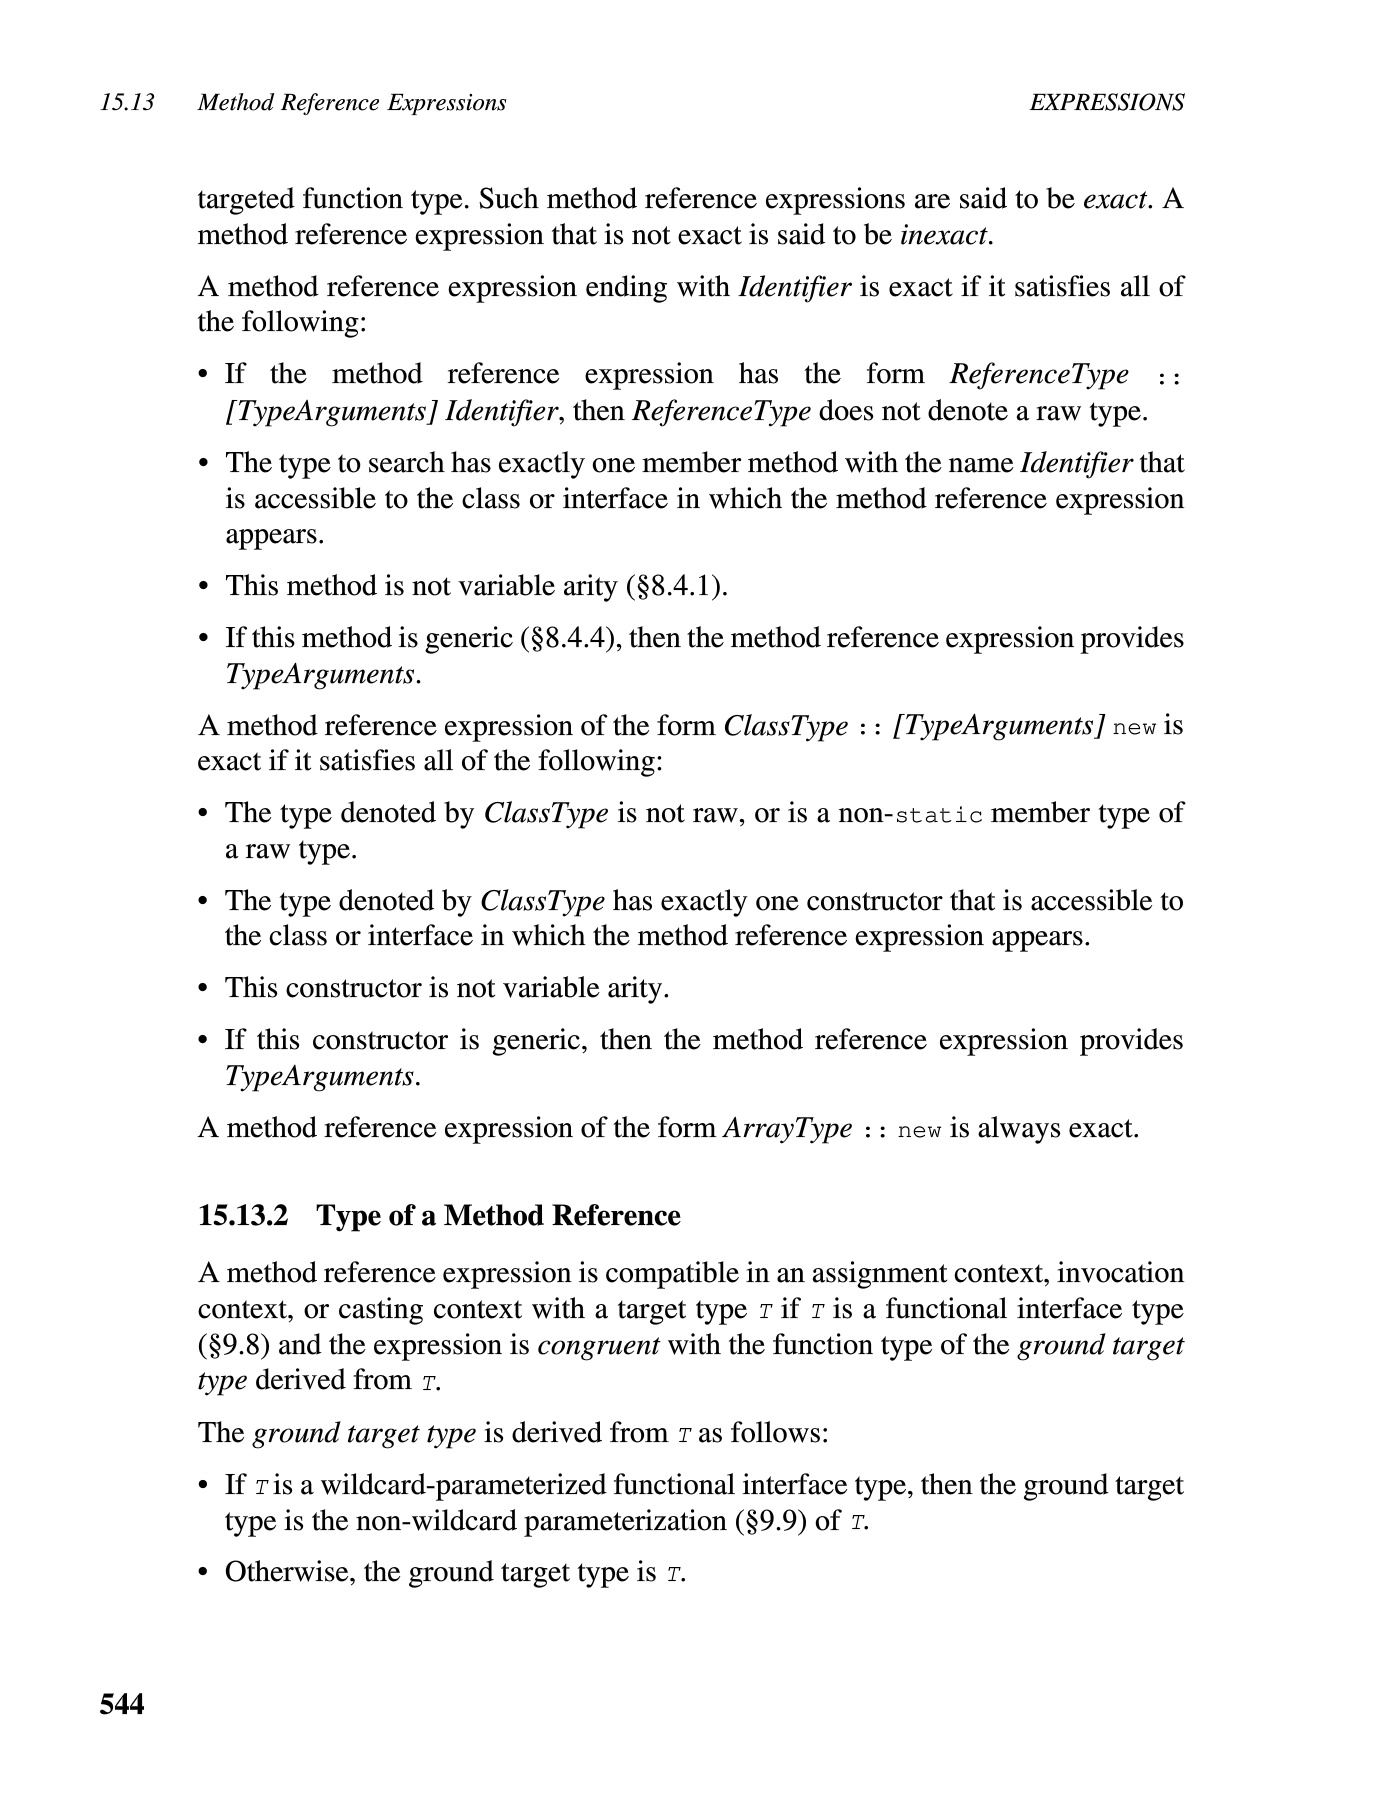 15.13 Method Reference Expressions EXPRESSIONS
targeted function type. Such method reference expressions are said to be exact. A
method reference expression that is not exact is said to be inexact.
A method reference expression ending with Identifier is exact if it satisfies all of
the following:
• If the method reference expression has the form ReferenceType ::
[TypeArguments] Identifier, then ReferenceType does not denote a raw type.
• The type to search has exactly one member method with the name Identifier that
is accessible to the class or interface in which the method reference expression
appears.
• This method is not variable arity (§8.4.1).
• If this method is generic (§8.4.4), then the method reference expression provides
TypeArguments.
A method reference expression of the form ClassType :: [TypeArguments] new is
exact if it satisfies all of the following:
• The type denoted by ClassType is not raw, or is a non-static member type of
a raw type.
• The type denoted by ClassType has exactly one constructor that is accessible to
the class or interface in which the method reference expression appears.
• This constructor is not variable arity.
• If this constructor is generic, then the method reference expression provides
TypeArguments.
A method reference expression of the form ArrayType :: new is always exact.
15.13.2 Type of a Method Reference
A method reference expression is compatible in an assignment context, invocation
context, or casting context with a target type T if T is a functional interface type
(§9.8) and the expression is congruent with the function type of the ground target
type derived from T.
The ground target type is derived from T as follows:
• If T is a wildcard-parameterized functional interface type, then the ground target
type is the non-wildcard parameterization (§9.9) of T.
• Otherwise, the ground target type is T.
544